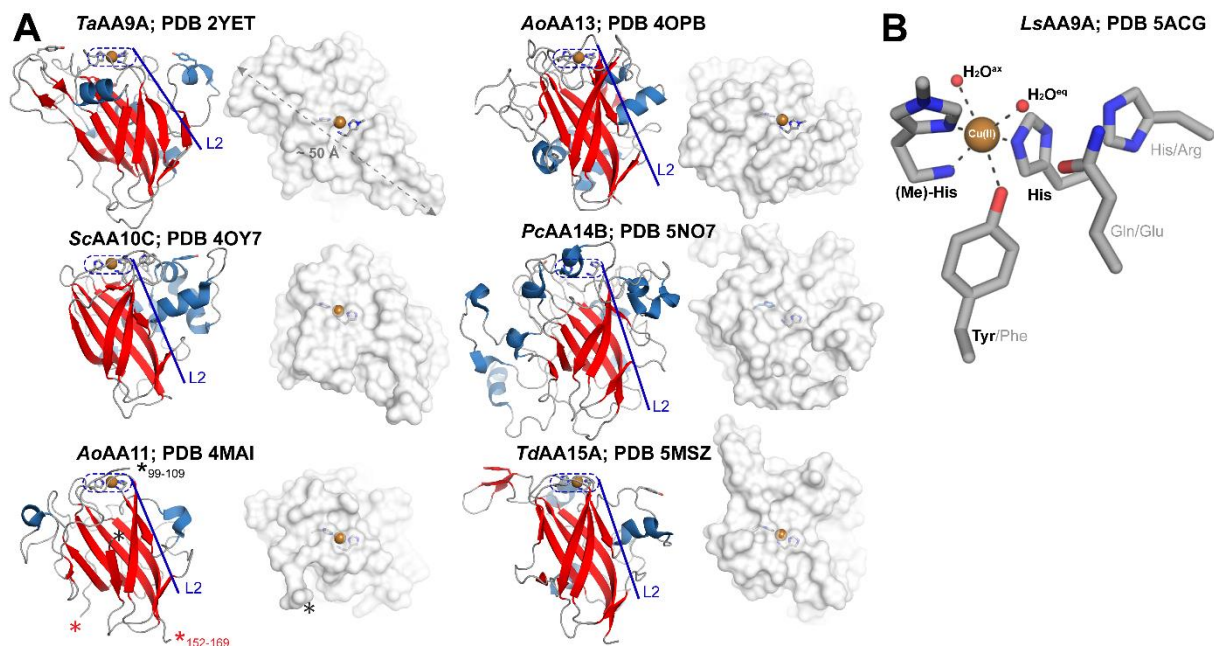 A
TaAA9A; PDB 2YET
L2
~ 50 Å
AoAA13; PDB 4OPB
L2
ScAA10C; PDB 4OY7
L2
PcAA14B; PDB 5NO7
L2
AoAA11; PDB 4MAI
*99-109
*
L2
*
*152-169
*
TdAA15A; PDB 5MSZ
L2
B
LsAA9A; PDB 5ACG
H₂Oᵃˣ
H₂Oᵉq
Cu(II)
His/Arg
(Me)-His
His
Gln/Glu
Tyr/Phe